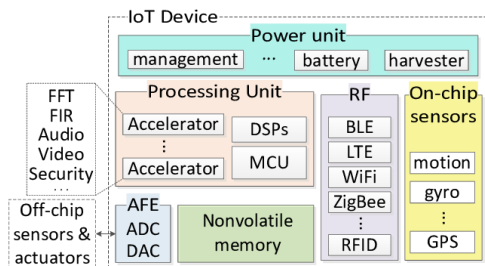 IoT Device
Power unit
management ... battery harvester
FFT
FIR
Audio
Video
Security
...
Processing Unit
Accelerator
⋮
Accelerator
DSPs
MCU
RF
BLE
LTE
WiFi
ZigBee
⋮
RFID
On-chip
sensors
motion
gyro
⋮
GPS
Off-chip
sensors &
actuators
AFE
ADC
DAC
Nonvolatile
memory